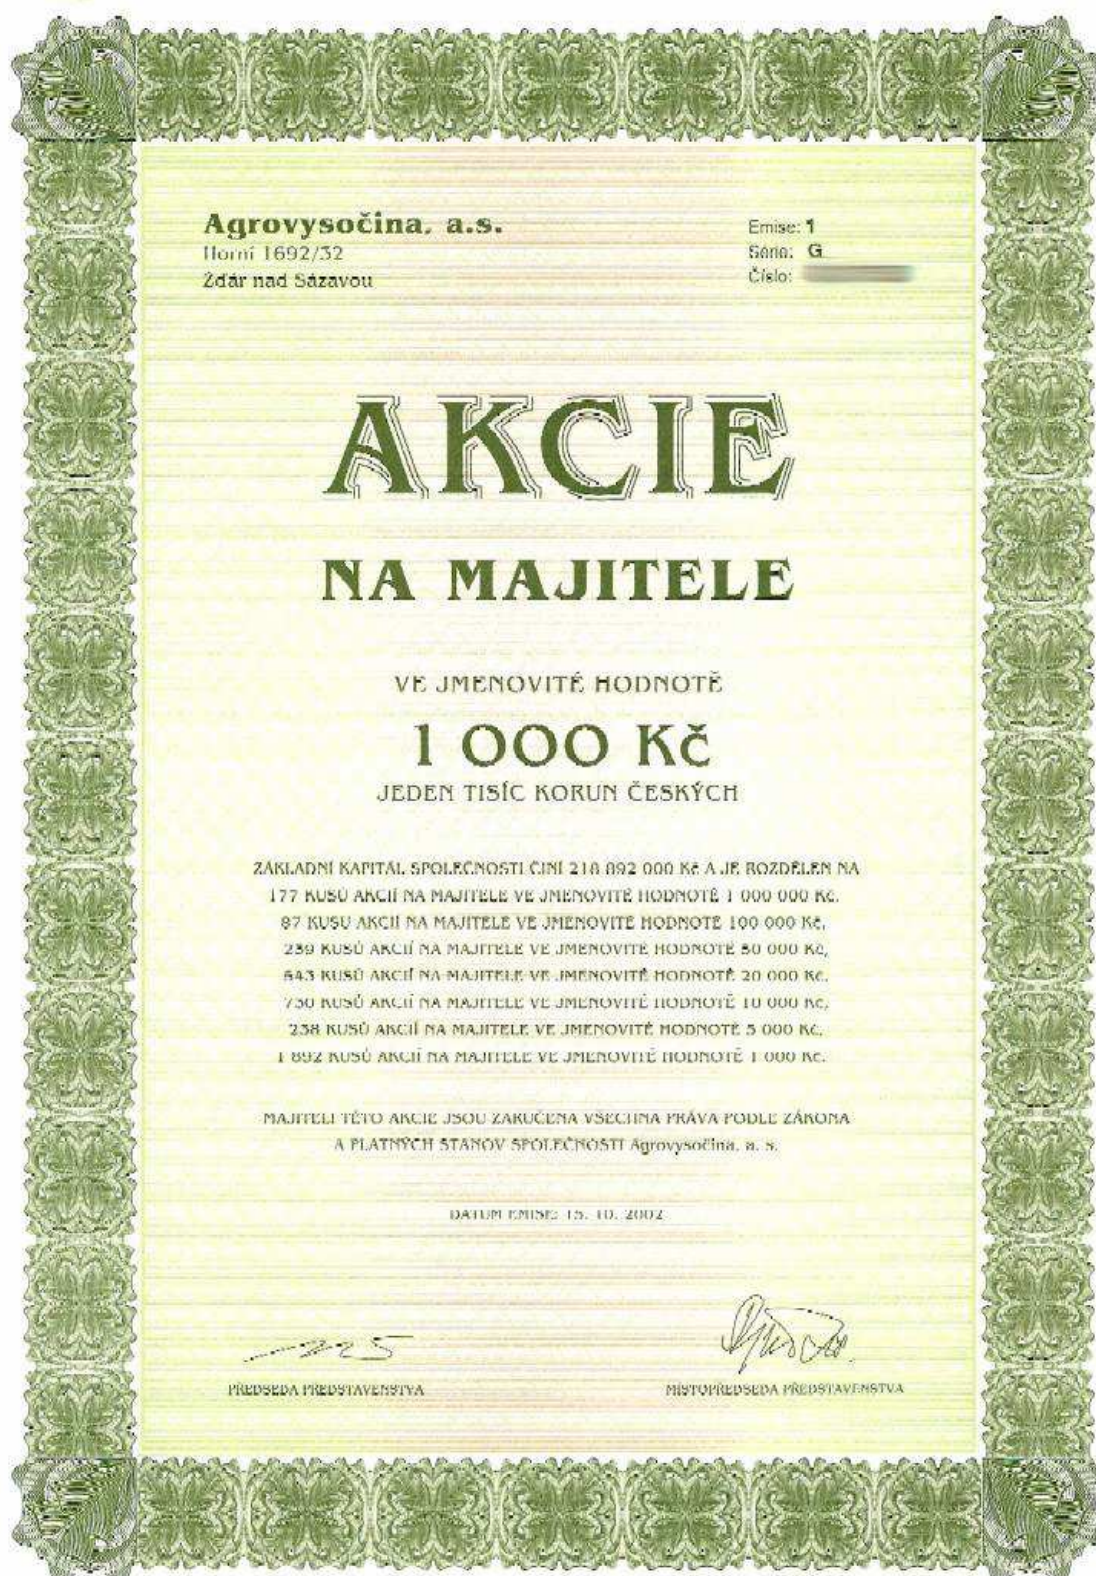 Agrovysočina, a.s.
Horní 1692/32
Žďár nad Sázavou
Emise: 1
Série: G
Číslo:
AKCIE
NA MAJITELE
VE JMENOVITÉ HODNOTĚ
1 000 Kč
JEDEN TISÍC KORUN ČESKÝCH
ZÁKLADNÍ KAPITÁL SPOLEČNOSTI ČINÍ 218 892 000 Kč A JE ROZDĚLEN NA
177 KUSŮ AKCIÍ NA MAJITELE VE JMENOVITÉ HODNOTĚ 1 000 000 Kč,
87 KUSŮ AKCIÍ NA MAJITELE VE JMENOVITÉ HODNOTĚ 100 000 Kč,
239 KUSŮ AKCIÍ NA MAJITELE VE JMENOVITÉ HODNOTĚ 50 000 Kč,
543 KUSŮ AKCIÍ NA MAJITELE VE JMENOVITÉ HODNOTĚ 20 000 Kč,
730 KUSŮ AKCIÍ NA MAJITELE VE JMENOVITÉ HODNOTĚ 10 000 Kč,
238 KUSŮ AKCIÍ NA MAJITELE VE JMENOVITÉ HODNOTĚ 5 000 Kč,
1 892 KUSŮ AKCIÍ NA MAJITELE VE JMENOVITÉ HODNOTĚ 1 000 Kč.
MAJITELI TÉTO AKCIE JSOU ZARUČENA VŠECHNA PRÁVA PODLE ZÁKONA
A PLATNÝCH STANOV SPOLEČNOSTI Agrovysočina, a. s.
DATUM EMISE: 15. 10. 2002
PŘEDSEDA PŘEDSTAVENSTVA
MÍSTOPŘEDSEDA PŘEDSTAVENSTVA